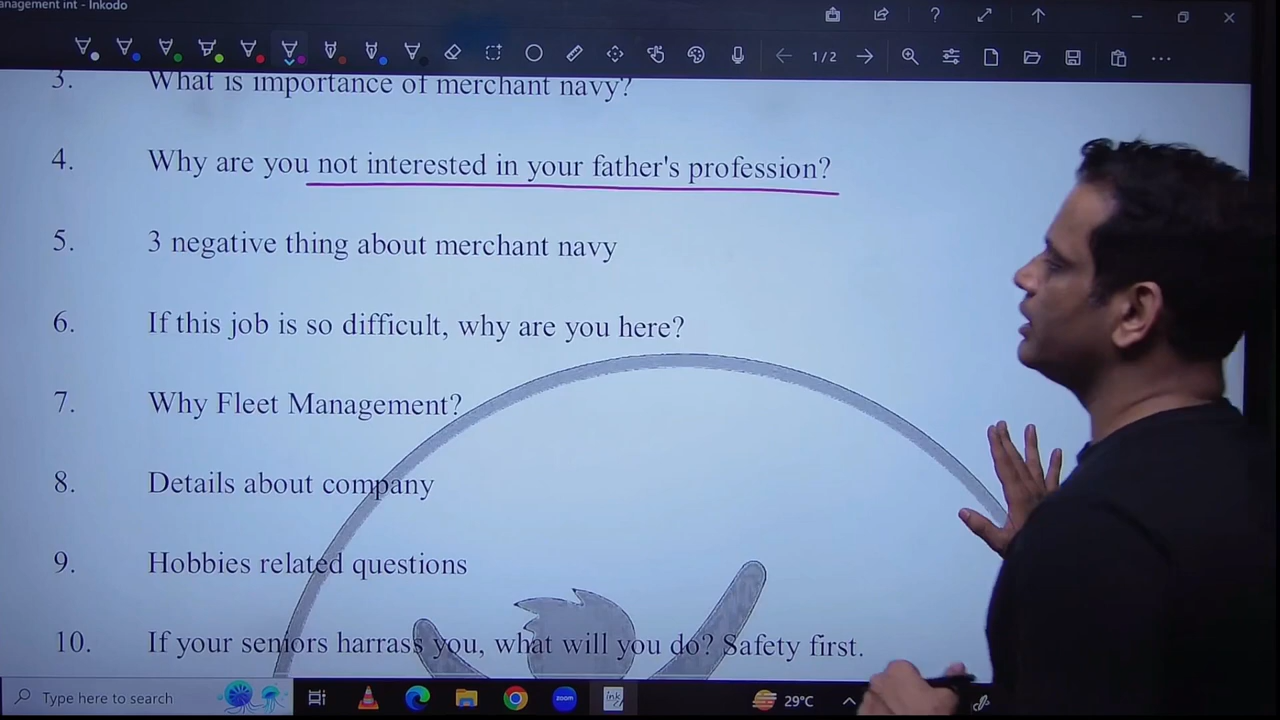 anagement int - Inkodo
1/2
3. What is importance of merchant navy?
4. Why are you not interested in your father's profession?
5. 3 negative thing about merchant navy
6. If this job is so difficult, why are you here?
7. Why Fleet Management?
8. Details about company
9. Hobbies related questions
10. If your seniors harrass you, what will you do? Safety first.
Type here to search
zoom
ink
29°C